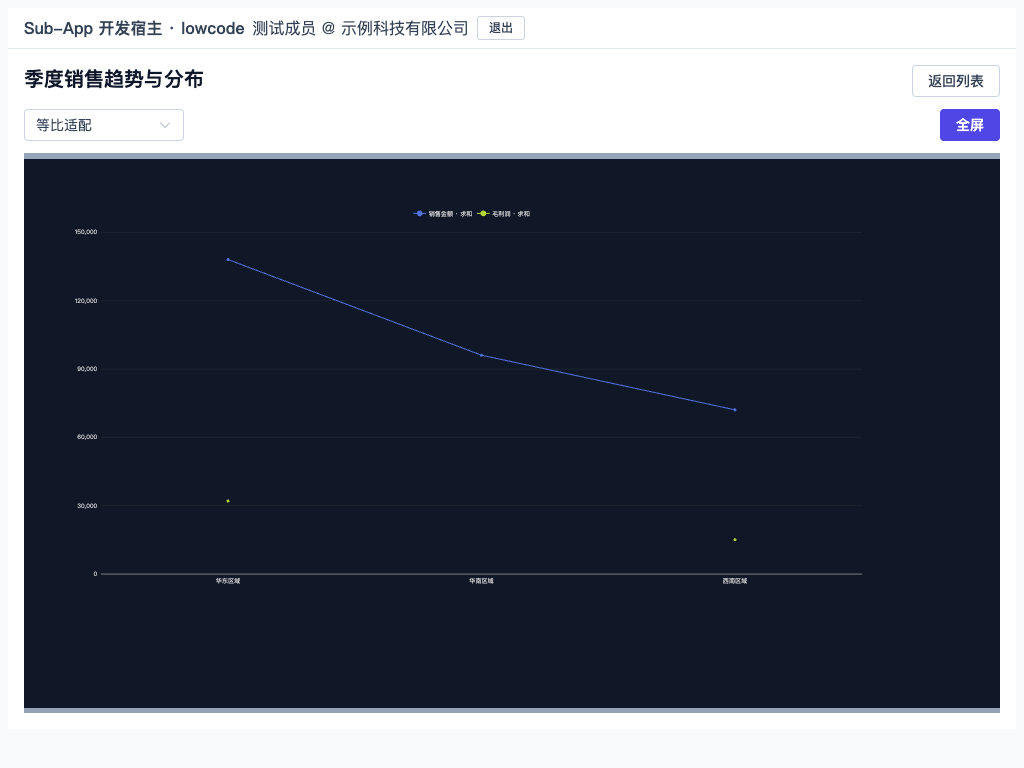 Sub-App 开发宿主 · lowcode 测试成员 @ 示例科技有限公司 退出
季度销售趋势与分布
返回列表
等比适配
全屏
销售金额 · 求和 毛利润 · 求和
150,000
120,000
90,000
60,000
30,000
0
华东区域 华南区域 西南区域